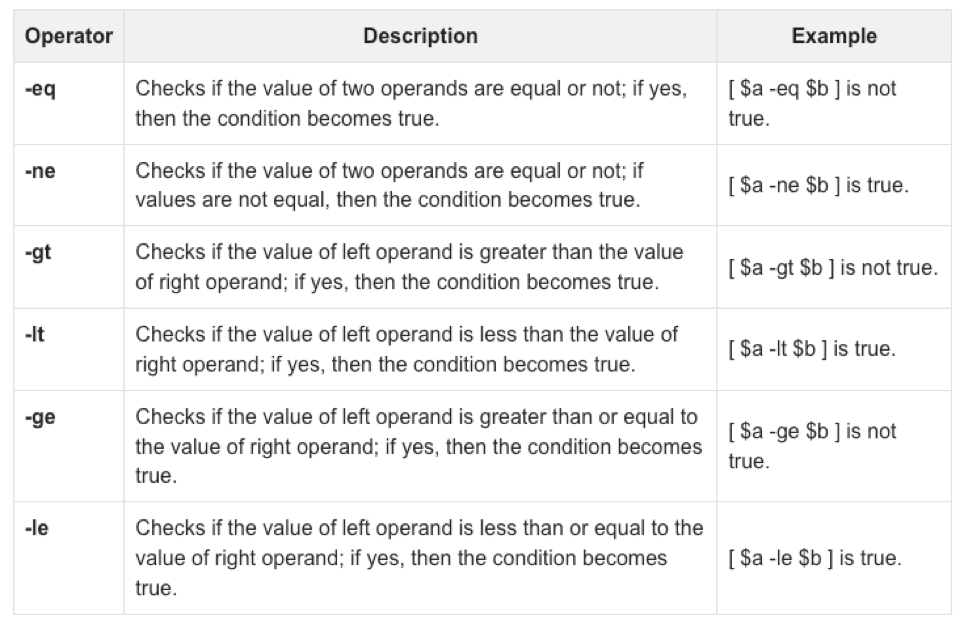 Operator Description Example
-eq Checks if the value of two operands are equal or not; if yes, [ $a -eq $b ] is not
then the condition becomes true. true.
-ne Checks if the value of two operands are equal or not; if
values are not equal, then the condition becomes true. [ $a -ne $b ] is true.
-gt Checks if the value of left operand is greater than the value
of right operand; if yes, then the condition becomes true. [ $a -gt $b ] is not true.
-lt Checks if the value of left operand is less than the value of
right operand; if yes, then the condition becomes true. [ $a -lt $b ] is true.
-ge Checks if the value of left operand is greater than or equal to
the value of right operand; if yes, then the condition becomes [ $a -ge $b ] is not
true. true.
-le Checks if the value of left operand is less than or equal to the
value of right operand; if yes, then the condition becomes [ $a -le $b ] is true.
true.